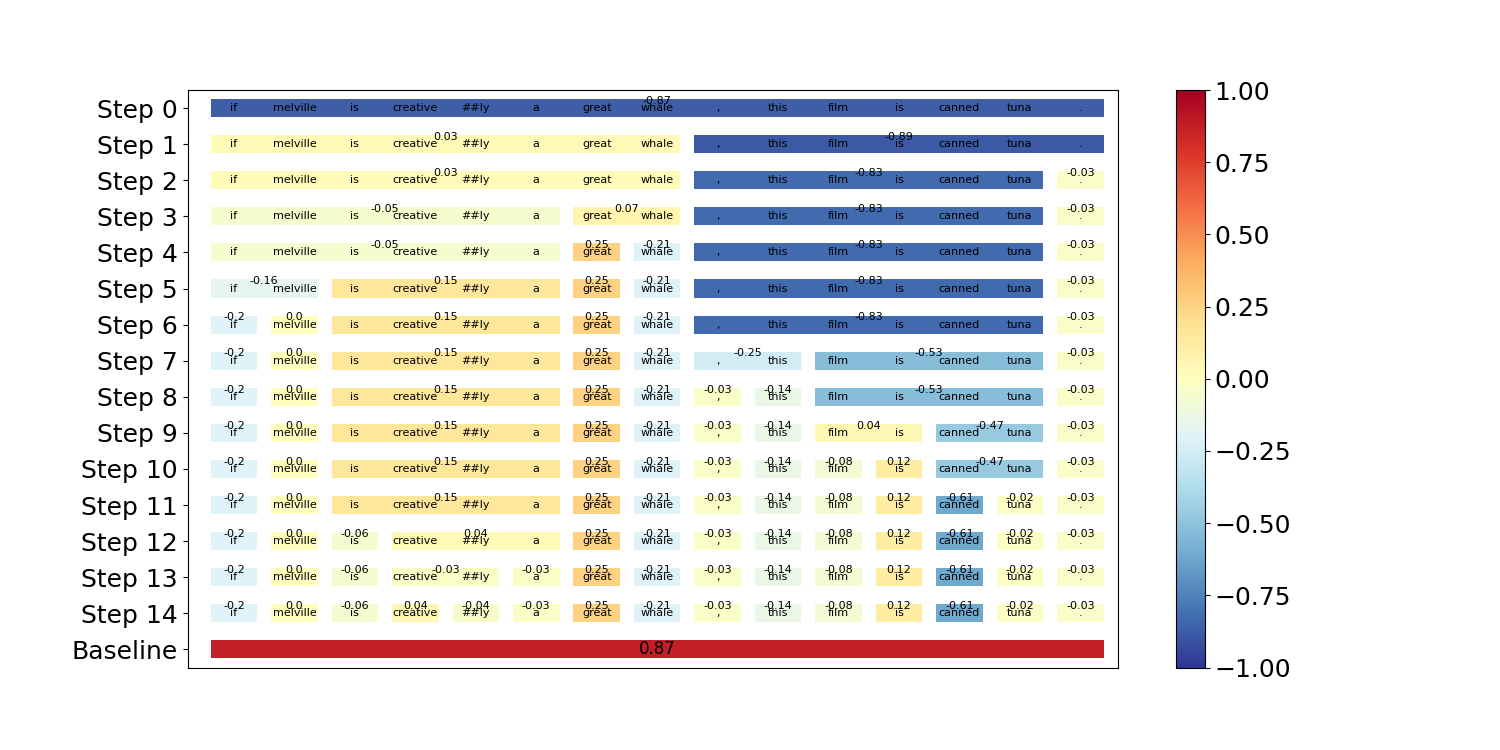 -0.87
Step 0 if melville is creative ##ly a great whale , this film is canned tuna .
0.03 -0.89
Step 1 if melville is creative ##ly a great whale , this film is canned tuna .
0.03 -0.83 -0.03
Step 2 if melville is creative ##ly a great whale , this film is canned tuna .
-0.05 0.07 -0.83 -0.03
Step 3 if melville is creative ##ly a great whale , this film is canned tuna .
-0.05 0.25 -0.21 -0.83 -0.03
Step 4 if melville is creative ##ly a great whale , this film is canned tuna .
-0.16 0.15 0.25 -0.21 -0.83 -0.03
Step 5 if melville is creative ##ly a great whale , this film is canned tuna .
-0.2 0.0 0.15 0.25 -0.21 -0.83 -0.03
Step 6 if melville is creative ##ly a great whale , this film is canned tuna .
-0.2 0.0 0.15 0.25 -0.21 -0.25 -0.53 -0.03
Step 7 if melville is creative ##ly a great whale , this film is canned tuna .
-0.2 0.0 0.15 0.25 -0.21 -0.03 -0.14 -0.53 -0.03
Step 8 if melville is creative ##ly a great whale , this film is canned tuna .
-0.2 0.0 0.15 0.25 -0.21 -0.03 -0.14 0.04 -0.47 -0.03
Step 9 if melville is creative ##ly a great whale , this film is canned tuna .
-0.2 0.0 0.15 0.25 -0.21 -0.03 -0.14 -0.08 0.12 -0.47 -0.03
Step 10 if melville is creative ##ly a great whale , this film is canned tuna .
-0.2 0.0 0.15 0.25 -0.21 -0.03 -0.14 -0.08 0.12 -0.61 -0.02 -0.03
Step 11 if melville is creative ##ly a great whale , this film is canned tuna .
-0.2 0.0 -0.06 0.04 0.25 -0.21 -0.03 -0.14 -0.08 0.12 -0.61 -0.02 -0.03
Step 12 if melville is creative ##ly a great whale , this film is canned tuna .
-0.2 0.0 -0.06 -0.03 -0.03 0.25 -0.21 -0.03 -0.14 -0.08 0.12 -0.61 -0.02 -0.03
Step 13 if melville is creative ##ly a great whale , this film is canned tuna .
-0.2 0.0 -0.06 0.04 -0.04 -0.03 0.25 -0.21 -0.03 -0.14 -0.08 0.12 -0.61 -0.02 -0.03
Step 14 if melville is creative ##ly a great whale , this film is canned tuna .
Baseline 0.87
1.00
0.75
0.50
0.25
0.00
−0.25
−0.50
−0.75
−1.00